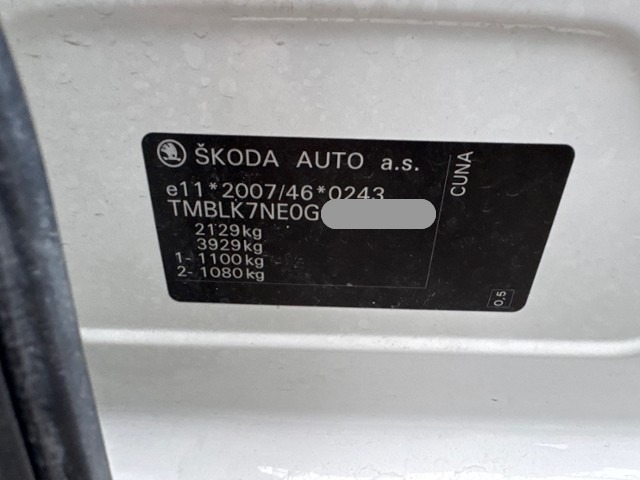 ŠKODA AUTO a.s.
e11*2007/46*0243
TMBLK7NE0G
2129kg
3929kg
1- 1100kg
2- 1080kg
CUNA
0,5